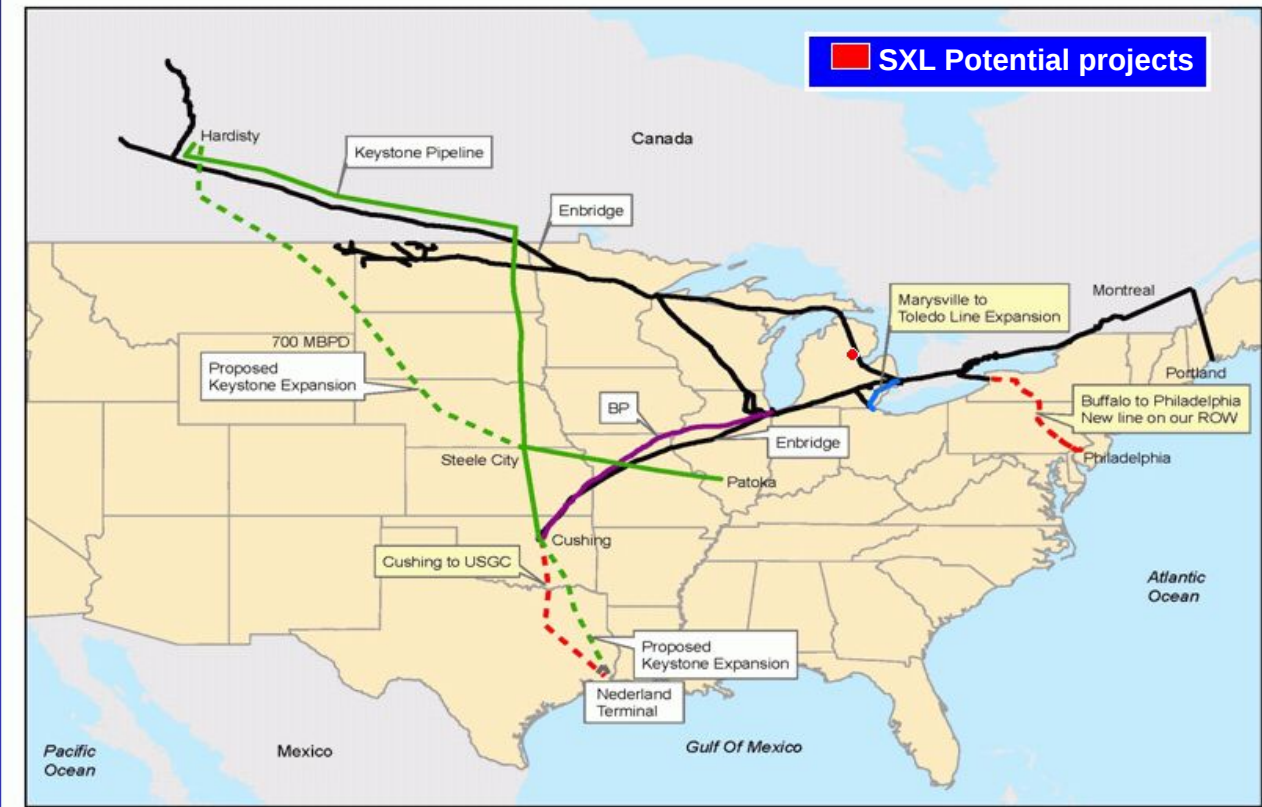 SXL Potential projects
Hardisty
Canada
Keystone Pipeline
Enbridge
Montreal
Marysville to
Toledo Line Expansion
700 MBPD
Proposed
Keystone Expansion
Portland
Buffalo to Philadelphia
New line on our ROW
BP
Enbridge
Steele City
Philadelphia
Patoka
Cushing
Cushing to USGC
Atlantic
Ocean
Proposed
Keystone Expansion
Nederland
Terminal
Pacific
Ocean
Mexico
Gulf Of Mexico